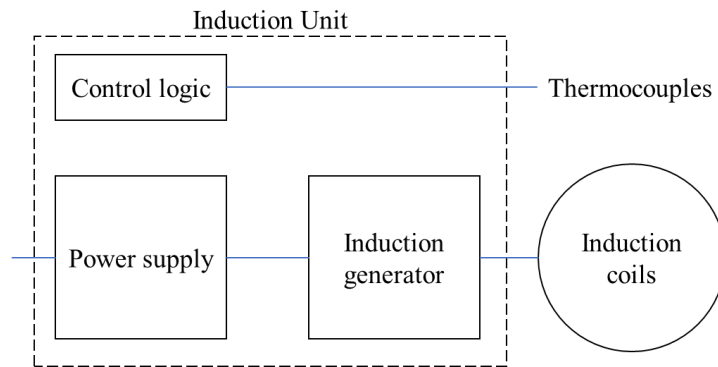 Induction Unit
Control logic
Thermocouples
Power supply
Induction
generator
Induction
coils